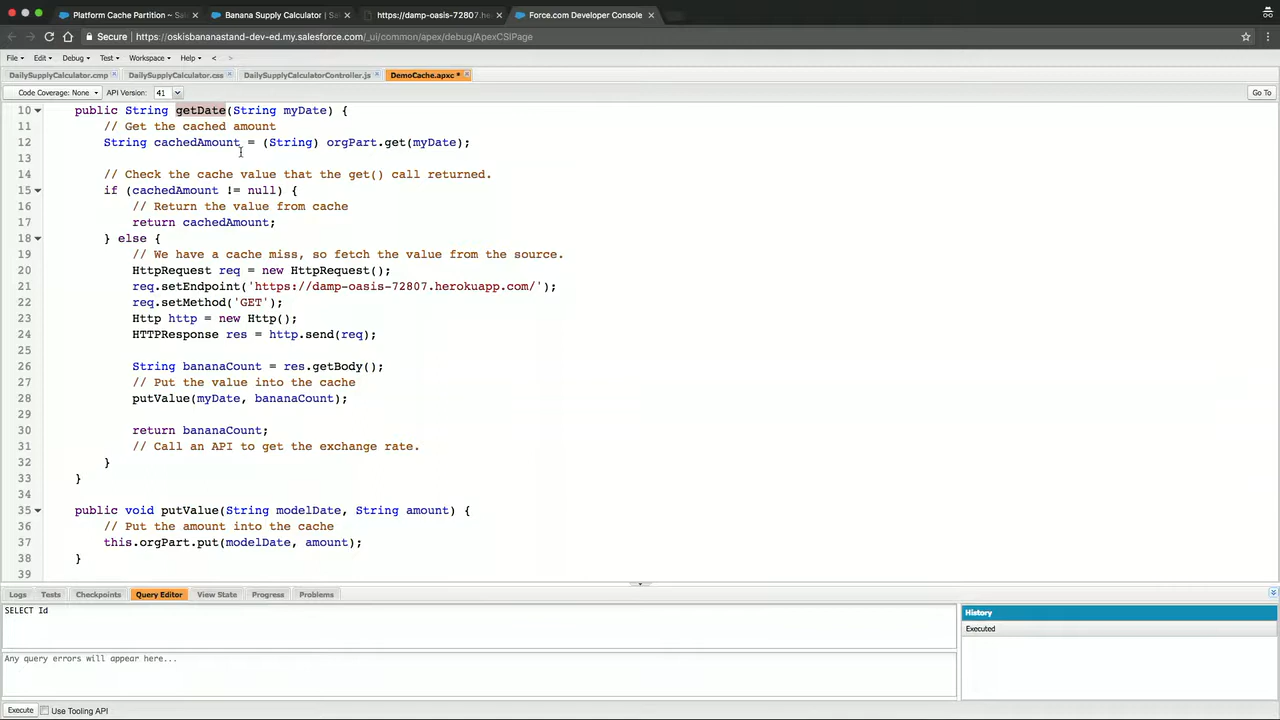 Platform Cache Partition ~ Sal
Banana Supply Calculator | Sal
https://damp-oasis-72807.hero
Force.com Developer Console
Secure
https://oskisbananastand-dev-ed.my.salesforce.com/_ui/common/apex/debug/ApexCSIPage
File
Edit
Debug
Test
Workspace
Help
<
>
DailySupplyCalculator.cmp
DailySupplyCalculator.css
DailySupplyCalculatorController.js
DemoCache.apxc *
Code Coverage: None
API Version:
41
Go To
10 public String getDate(String myDate) {
11 // Get the cached amount
12 String cachedAmount = (String) orgPart.get(myDate);
13
14 // Check the cache value that the get() call returned.
15 if (cachedAmount != null) {
16 // Return the value from cache
17 return cachedAmount;
18 } else {
19 // We have a cache miss, so fetch the value from the source.
20 HttpRequest req = new HttpRequest();
21 req.setEndpoint('https://damp-oasis-72807.herokuapp.com/');
22 req.setMethod('GET');
23 Http http = new Http();
24 HTTPResponse res = http.send(req);
25
26 String bananaCount = res.getBody();
27 // Put the value into the cache
28 putValue(myDate, bananaCount);
29
30 return bananaCount;
31 // Call an API to get the exchange rate.
32 }
33 }
34
35 public void putValue(String modelDate, String amount) {
36 // Put the amount into the cache
37 this.orgPart.put(modelDate, amount);
38 }
39
Logs
Tests
Checkpoints
Query Editor
View State
Progress
Problems
SELECT Id
Any query errors will appear here...
History
Executed
Execute
Use Tooling API